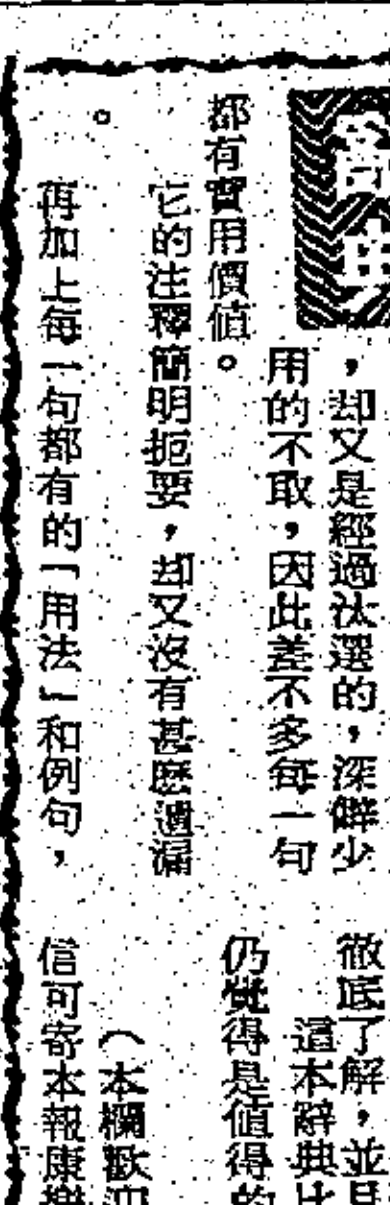 辭典
，却又是經過汰選的，深僻少
用的不取，因此差不多每一句
都有實用價值。
它的注釋簡明扼要，却又沒有甚麽遺漏
。
再加上每一句都有的「用法」和例句，
徹底了解，並且
這本辭典比
仍覺得是值得的
（本欄歡迎
信可寄本報康樂